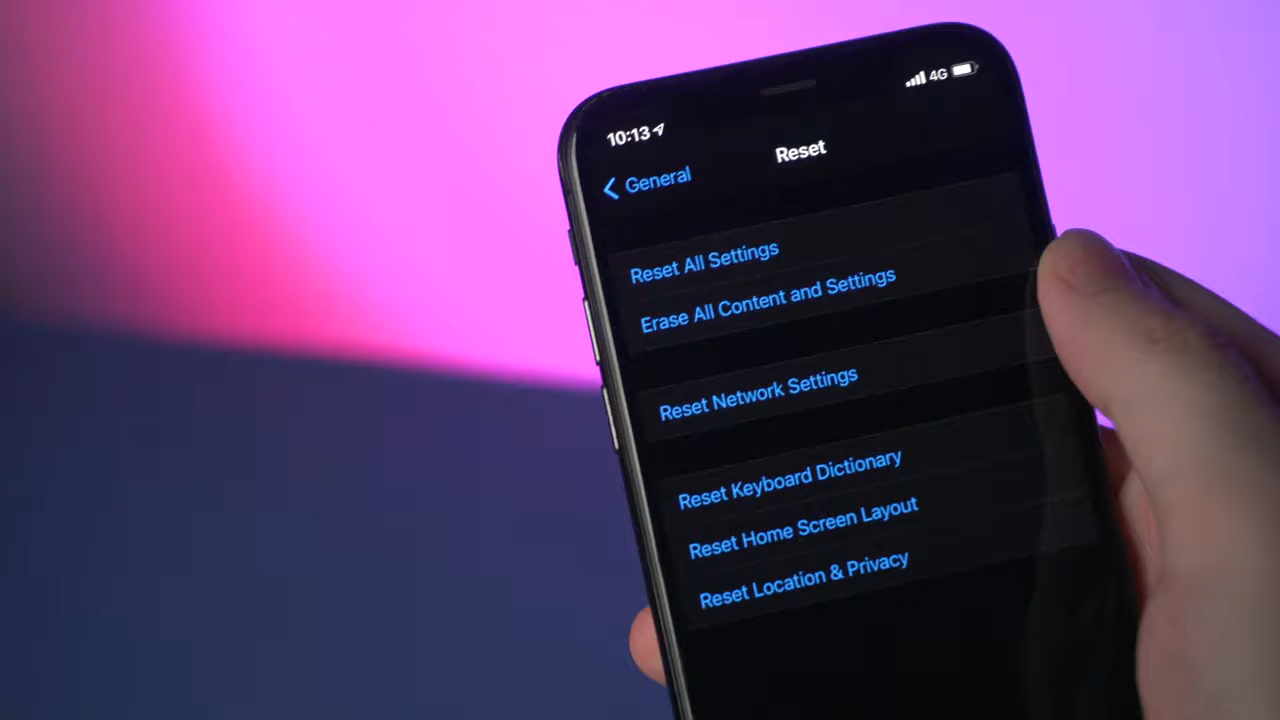 10:13
4G
Reset
General
Reset All Settings
Erase All Content and Settings
Reset Network Settings
Reset Keyboard Dictionary
Reset Home Screen Layout
Reset Location & Privacy